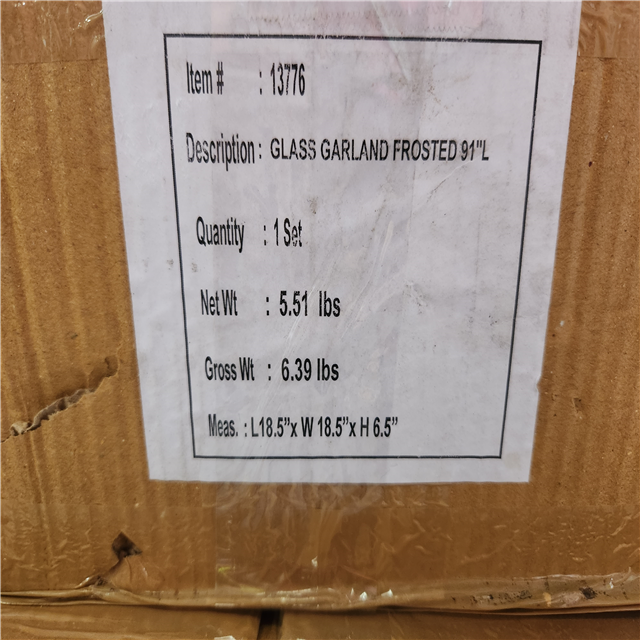 Item # : 13776
Description : GLASS GARLAND FROSTED 91"L
Quantity : 1 Set
Net Wt : 5.51 lbs
Gross Wt : 6.39 lbs
Meas. : L18.5”x W 18.5”x H 6.5”